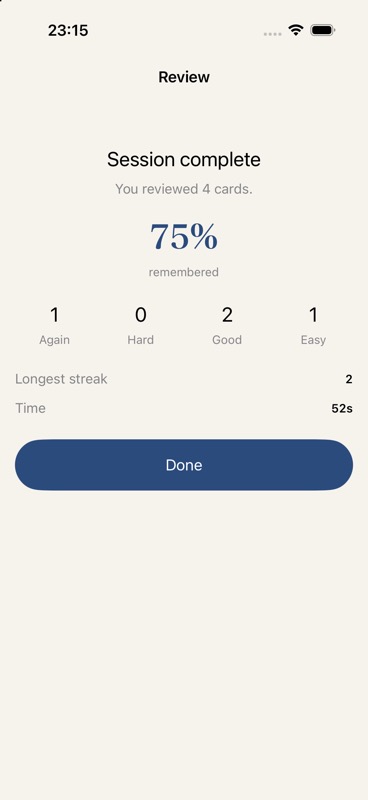 23:15
Review
Session complete
You reviewed 4 cards.
75%
remembered
1 0 2 1
Again Hard Good Easy
Longest streak 2
Time 52s
Done